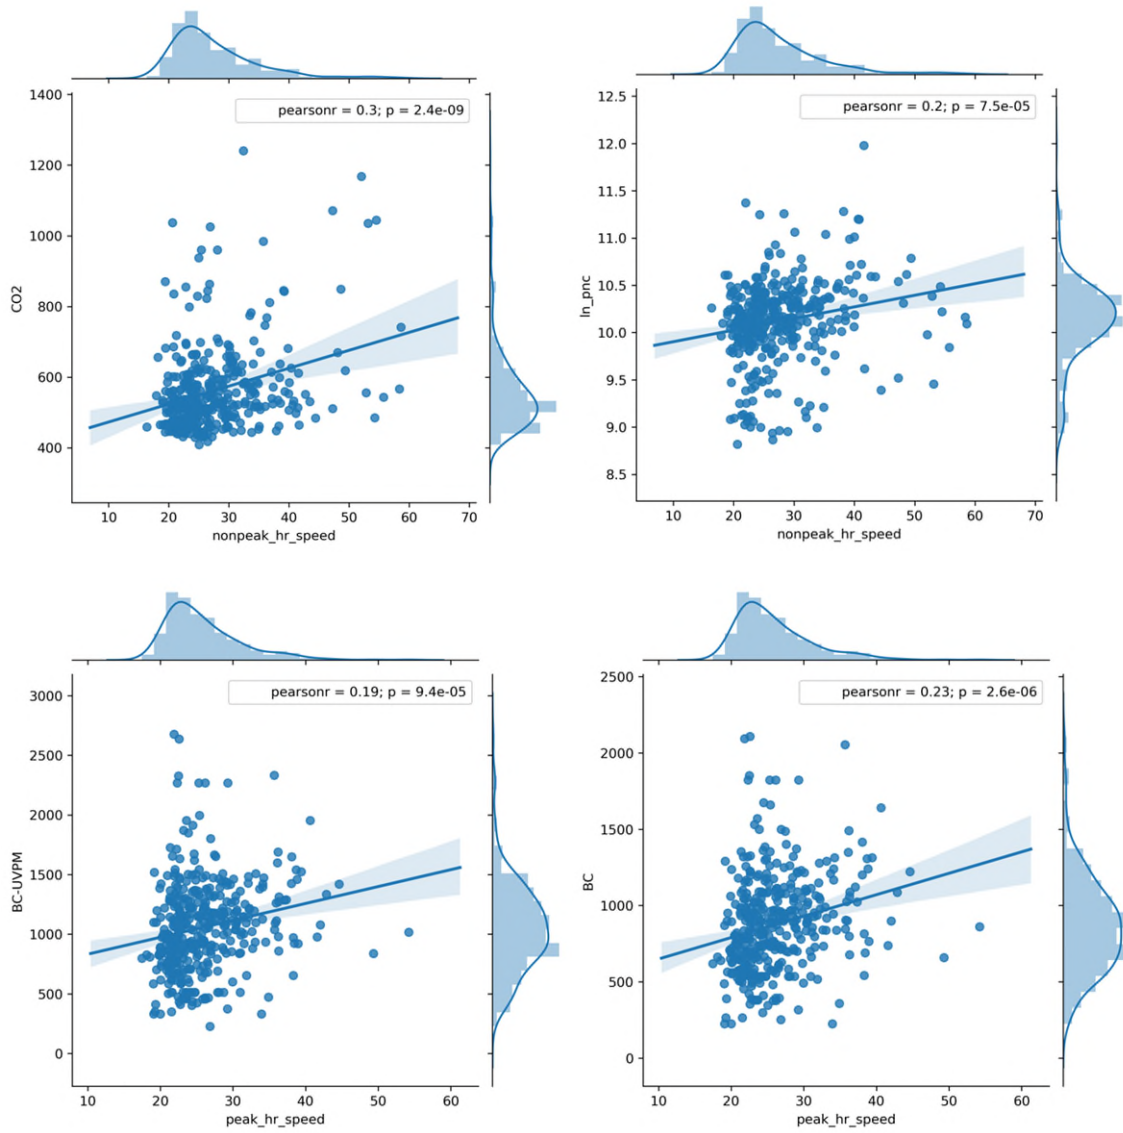 pearsonr = 0.3; p = 2.4e-09
1400
1200
1000
800
600
400
CO2
10 20 30 40 50 60 70
nonpeak_hr_speed
pearsonr = 0.2; p = 7.5e-05
12.5
12.0
11.5
11.0
10.5
10.0
9.5
9.0
8.5
ln_pnc
10 20 30 40 50 60 70
nonpeak_hr_speed
pearsonr = 0.19; p = 9.4e-05
3000
2500
2000
1500
1000
500
0
BC-UVPM
10 20 30 40 50 60
peak_hr_speed
pearsonr = 0.23; p = 2.6e-06
2500
2000
1500
1000
500
0
BC
10 20 30 40 50 60
peak_hr_speed